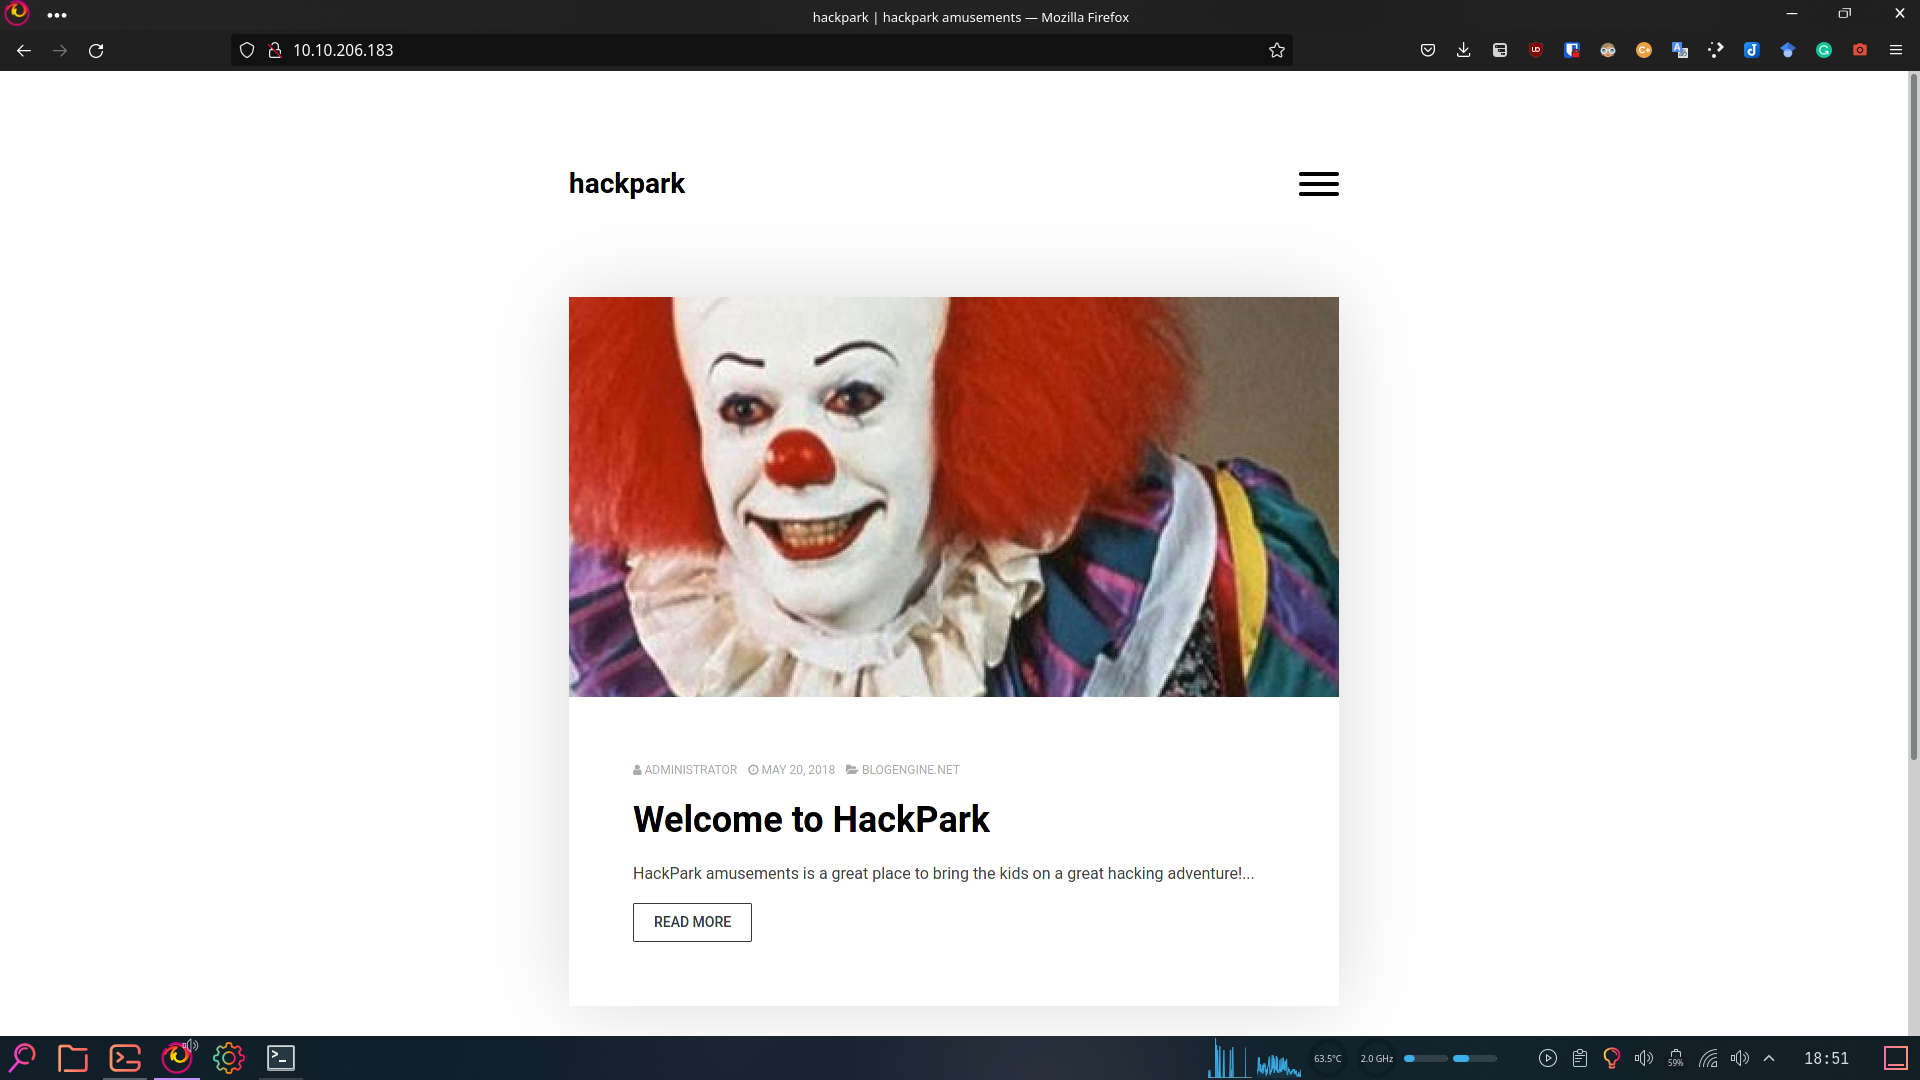 hackpark | hackpark amusements — Mozilla Firefox
10.10.206.183
hackpark
ADMINISTRATOR MAY 20, 2018 BLOGENGINE.NET
Welcome to HackPark
HackPark amusements is a great place to bring the kids on a great hacking adventure!...
READ MORE
63.5°C 2.0 GHz 59% 18:51